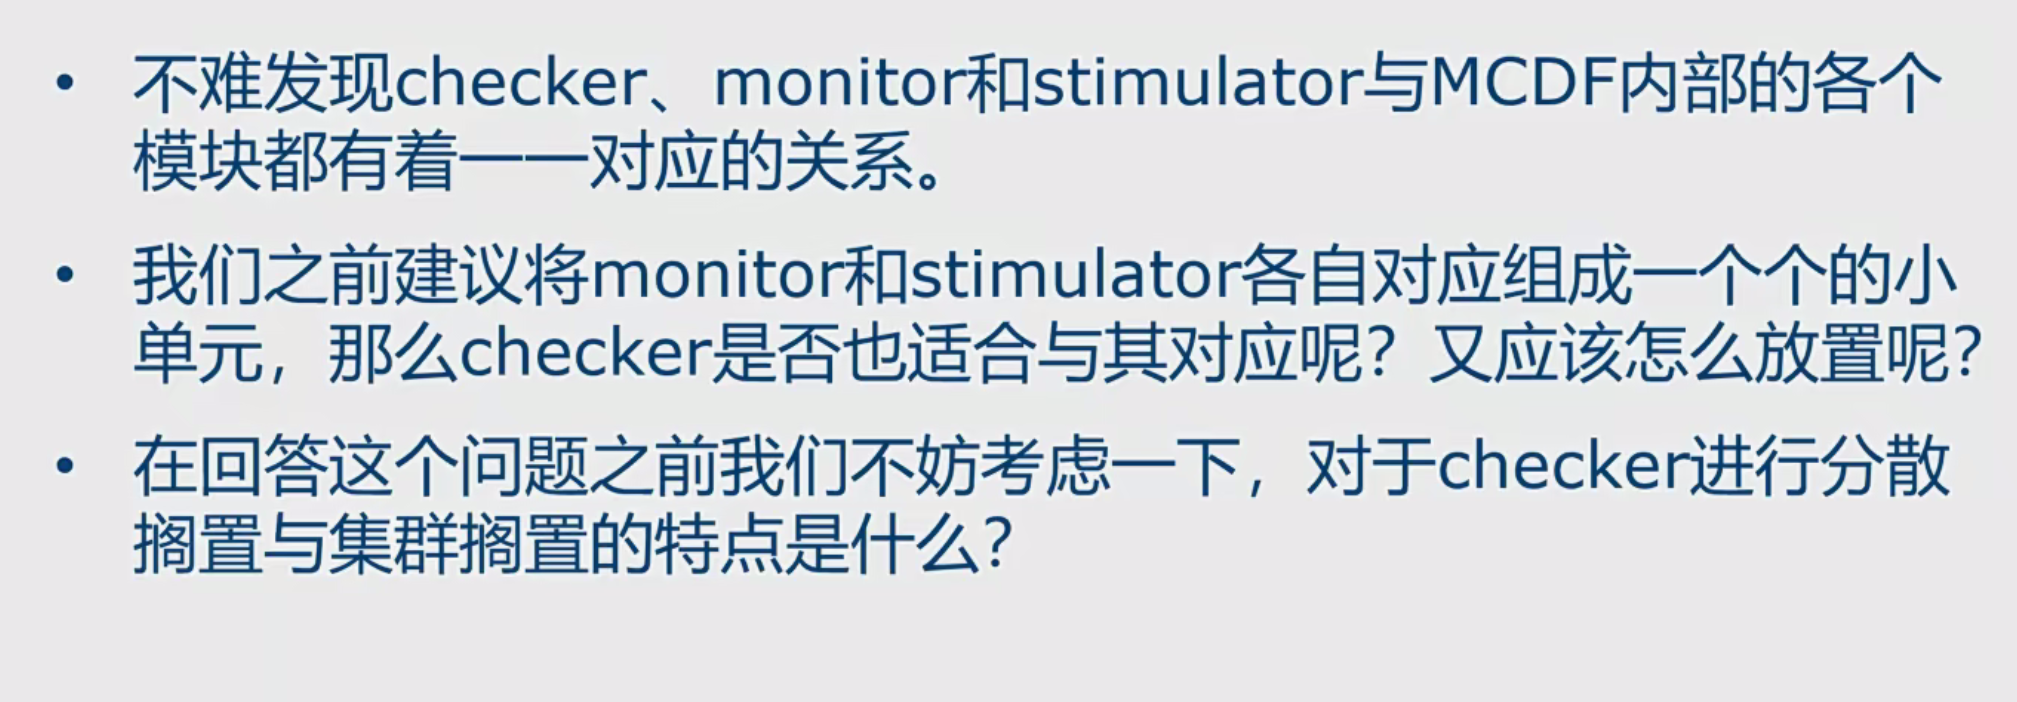 • 不难发现checker、monitor和stimulator与MCDF内部的各个
模块都有着一一对应的关系。
• 我们之前建议将monitor和stimulator各自对应组成一个个的小
单元，那么checker是否也适合与其对应呢？又应该怎么放置呢？
• 在回答这个问题之前我们不妨考虑一下，对于checker进行分散
搁置与集群搁置的特点是什么？